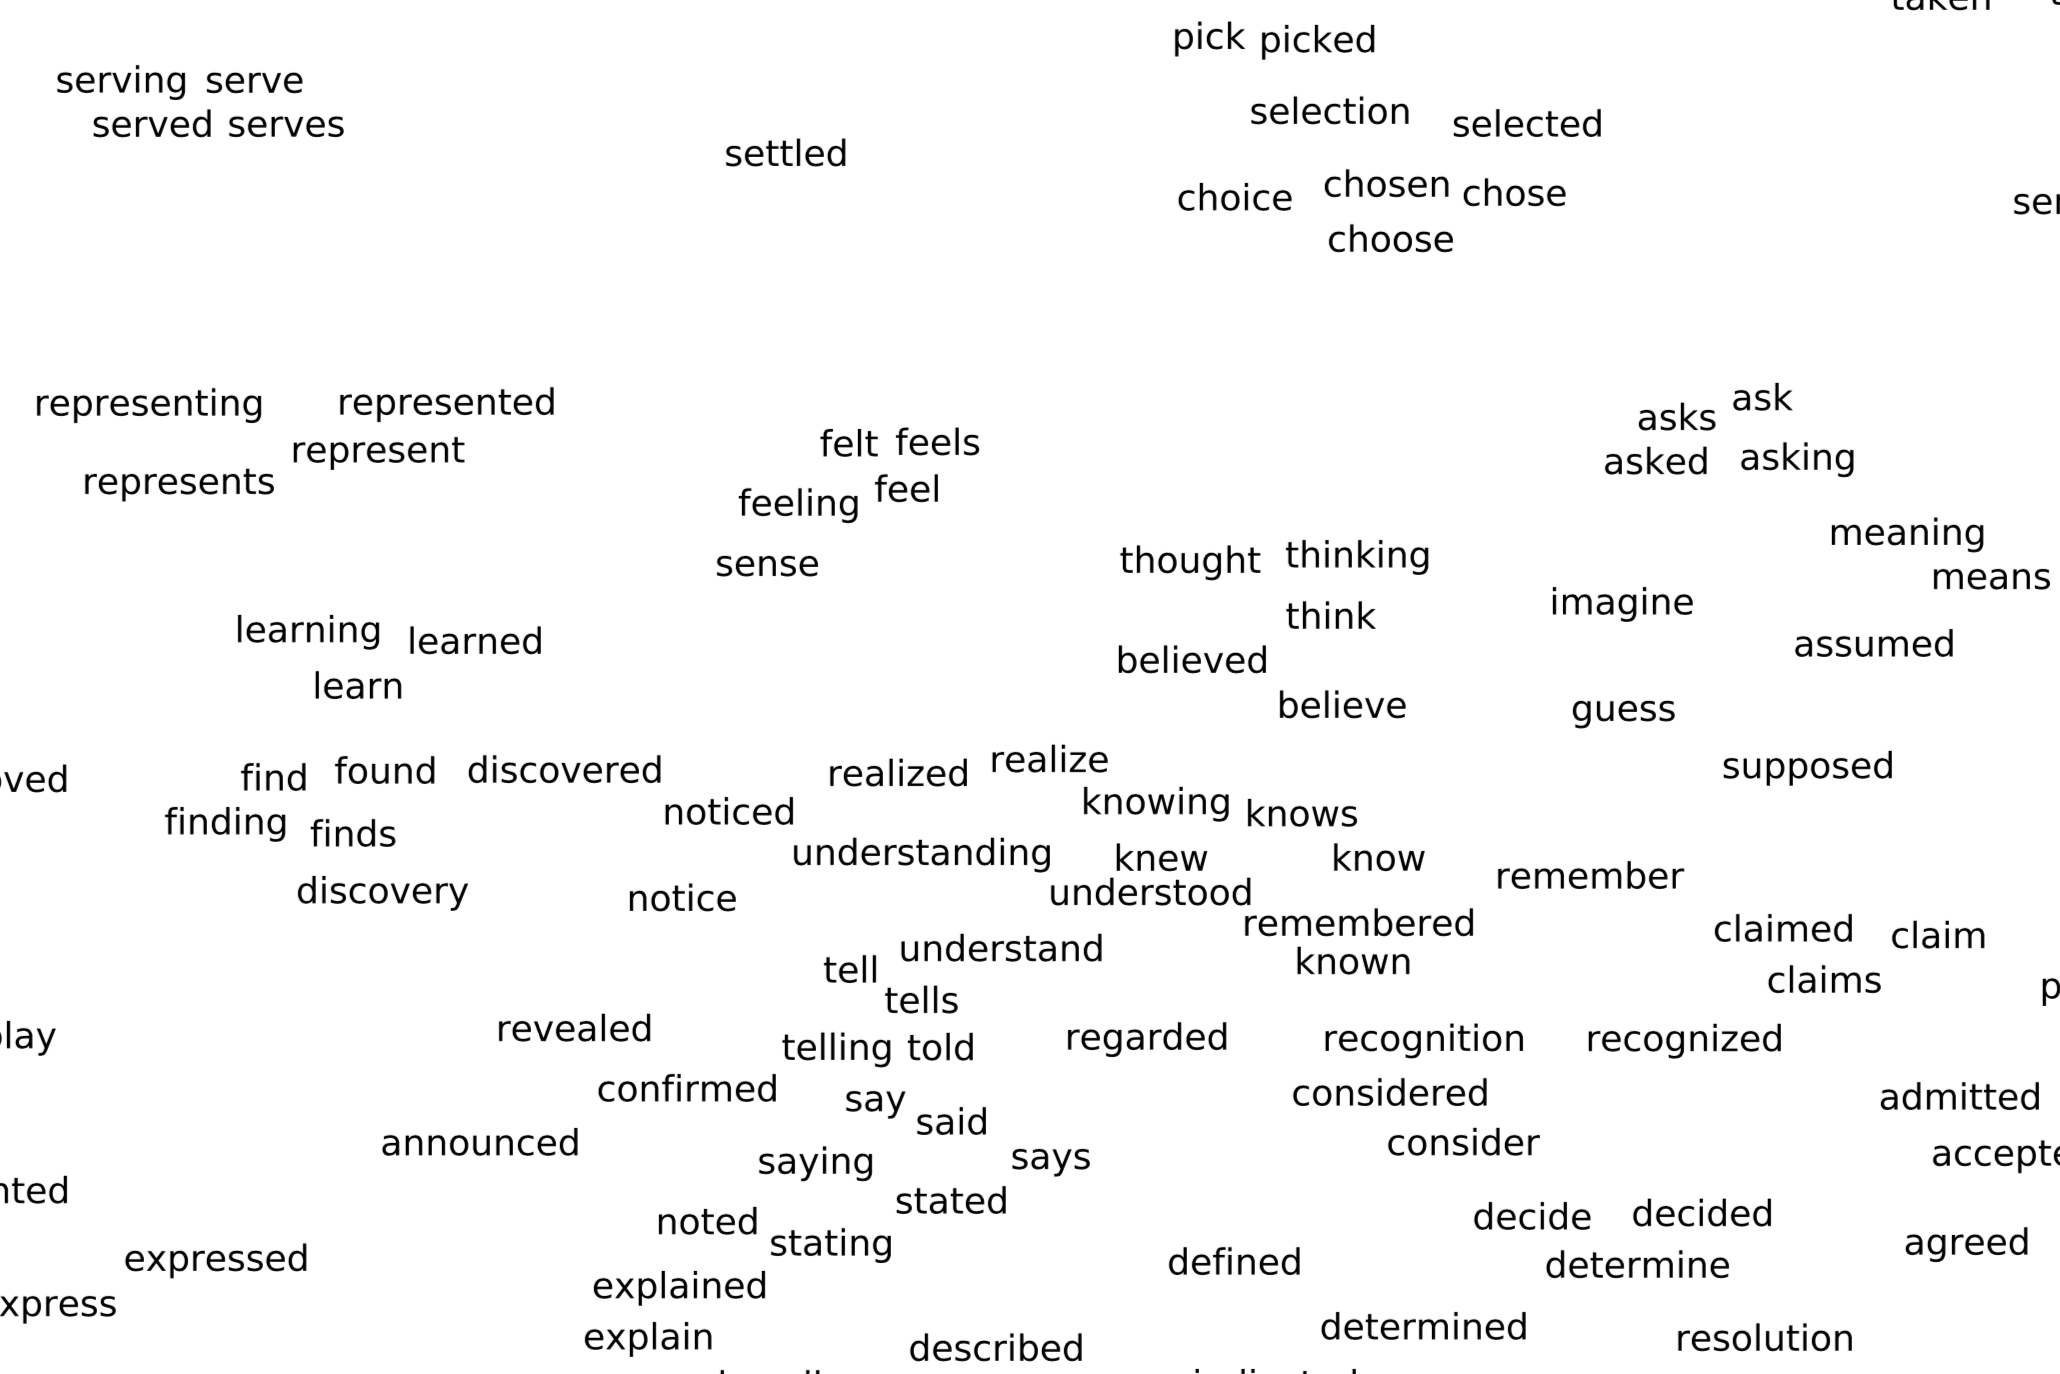 taken
pick picked
serving serve
selection selected
served serves
settled
choice chosen chose
choose
representing represented
asks ask
represent
felt feels
asked asking
represents
feeling feel
meaning
sense
thought thinking
means
imagine
learning learned
think
assumed
believed
learn
believe
guess
find found discovered
realized realize
supposed
finding finds
noticed
knowing knows
understanding knew know
discovery
notice
understood
remember
remembered
claimed claim
understand
known
tell
claims
tells
revealed
telling told
regarded
recognition recognized
confirmed
say
considered
admitted
said
announced
consider
saying
says
stated
noted
decide decided
stating
agreed
expressed
defined
determine
explained
explain
described
determined
resolution